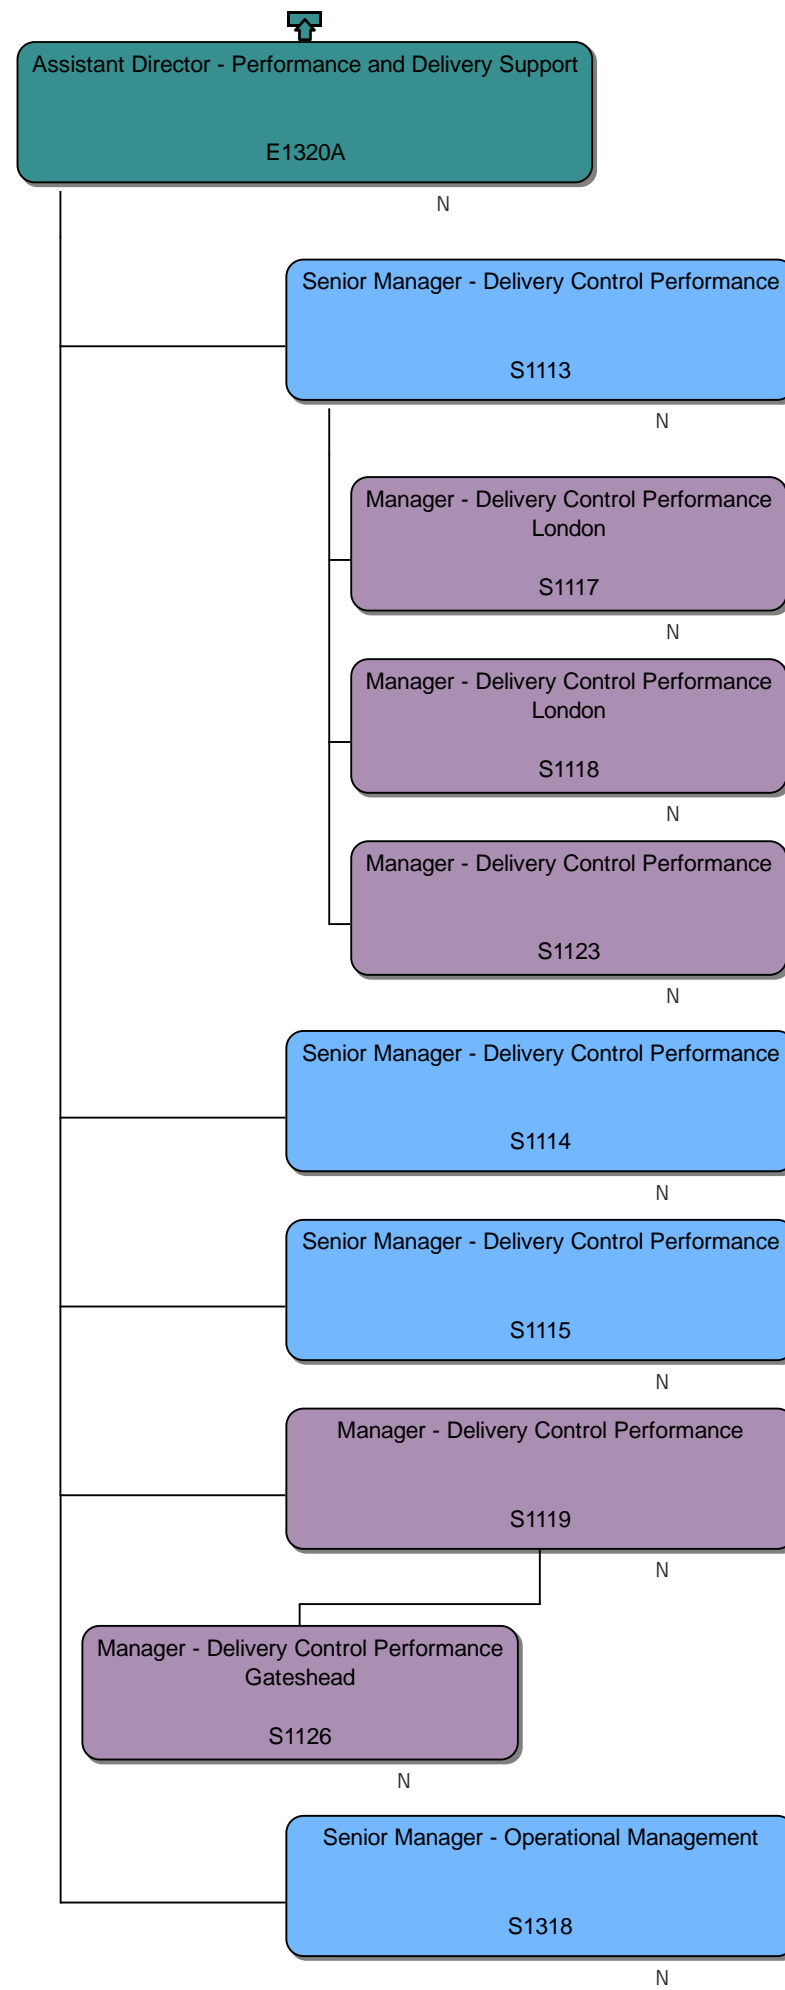 Assistant Director - Performance and Delivery Support
E1320A
N
Senior Manager - Delivery Control Performance
S1113
N
Manager - Delivery Control Performance
London
S1117
N
Manager - Delivery Control Performance
London
S1118
N
Manager - Delivery Control Performance
S1123
N
Senior Manager - Delivery Control Performance
S1114
N
Senior Manager - Delivery Control Performance
S1115
N
Manager - Delivery Control Performance
S1119
N
Manager - Delivery Control Performance
Gateshead
S1126
N
Senior Manager - Operational Management
S1318
N